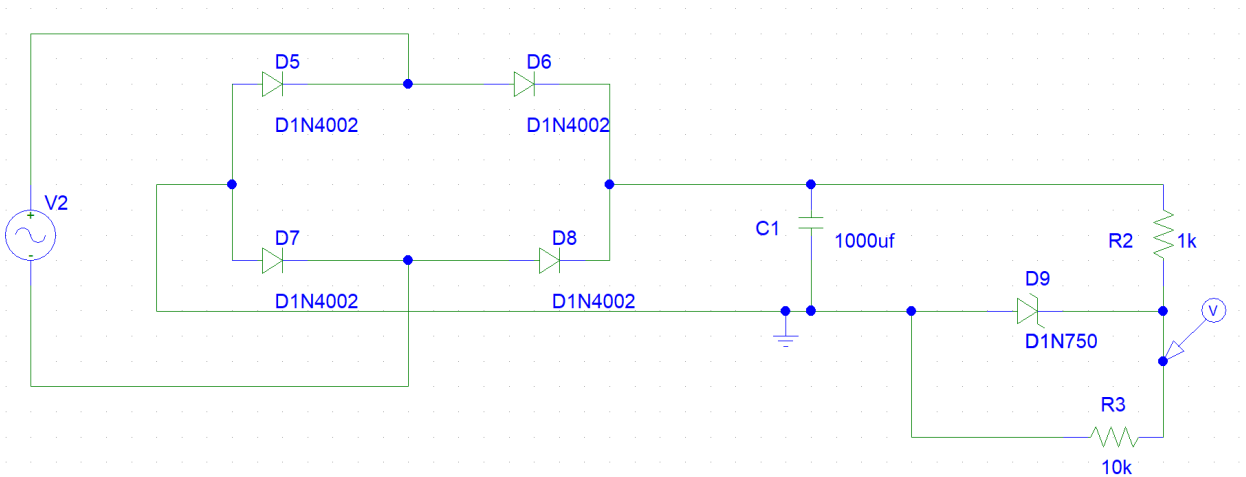 D5
D6
D1N4002
D1N4002
V2
+
-
D7
D8
D1N4002
D1N4002
C1
1000uf
R2
1k
D9
D1N750
V
R3
10k